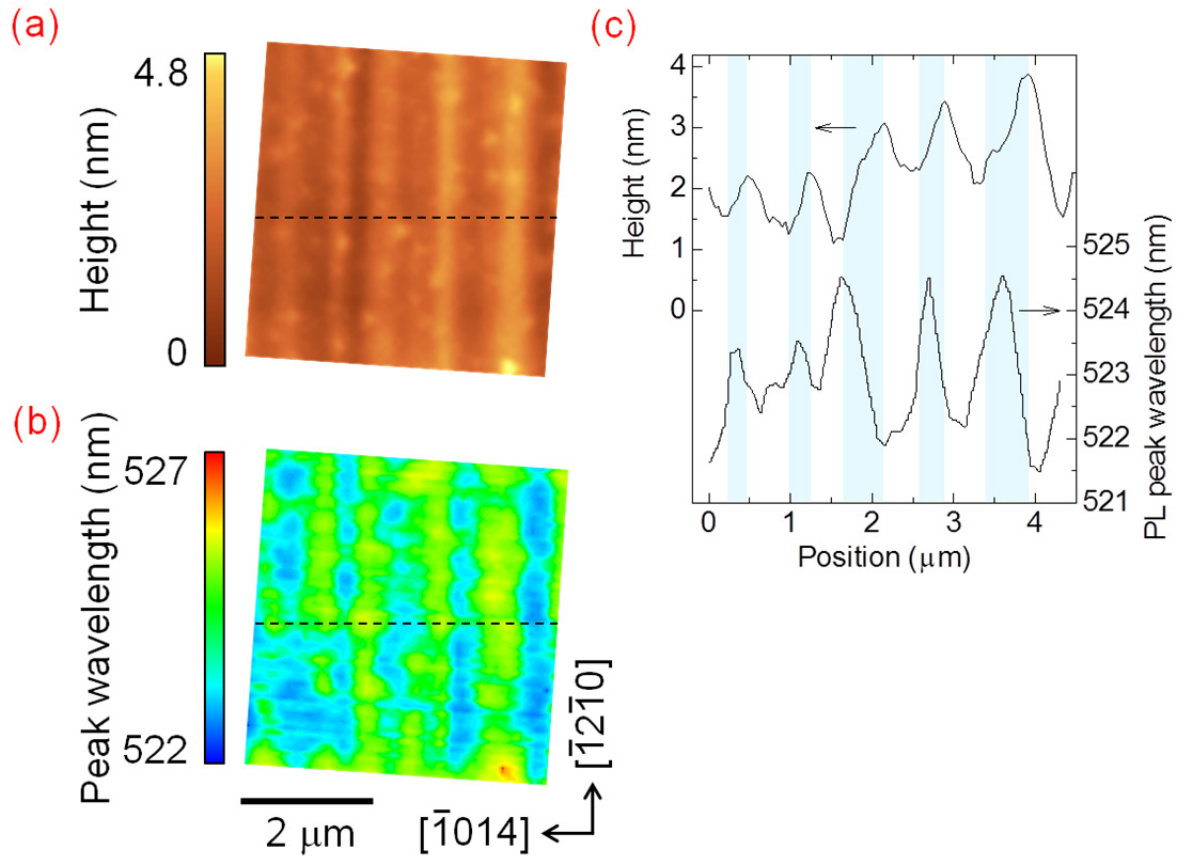 (a)
4.8
Height (nm)
0
(b)
527
Peak wavelength (nm)
522
2 μm
[1̄014]
[1̄21̄0]
(c)
4
3
2
1
0
Height (nm)
525
524
523
522
521
PL peak wavelength (nm)
0 1 2 3 4
Position (μm)